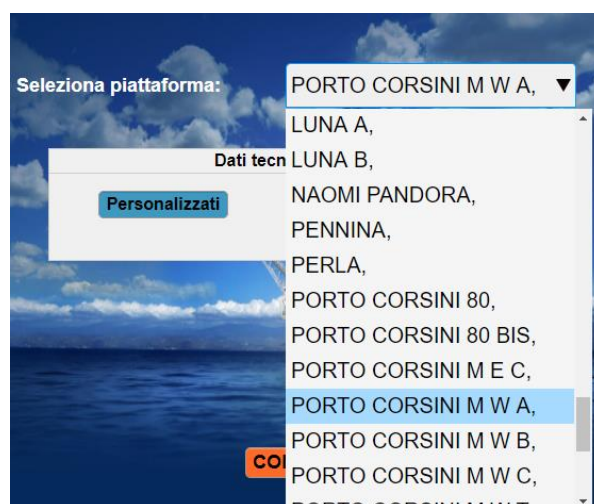 Seleziona piattaforma:
PORTO CORSINI M W A,
LUNA A,
LUNA B,
NAOMI PANDORA,
PENNINA,
PERLA,
PORTO CORSINI 80,
PORTO CORSINI 80 BIS,
PORTO CORSINI M E C,
PORTO CORSINI M W A,
PORTO CORSINI M W B,
PORTO CORSINI M W C,
Dati tecn
Personalizzati